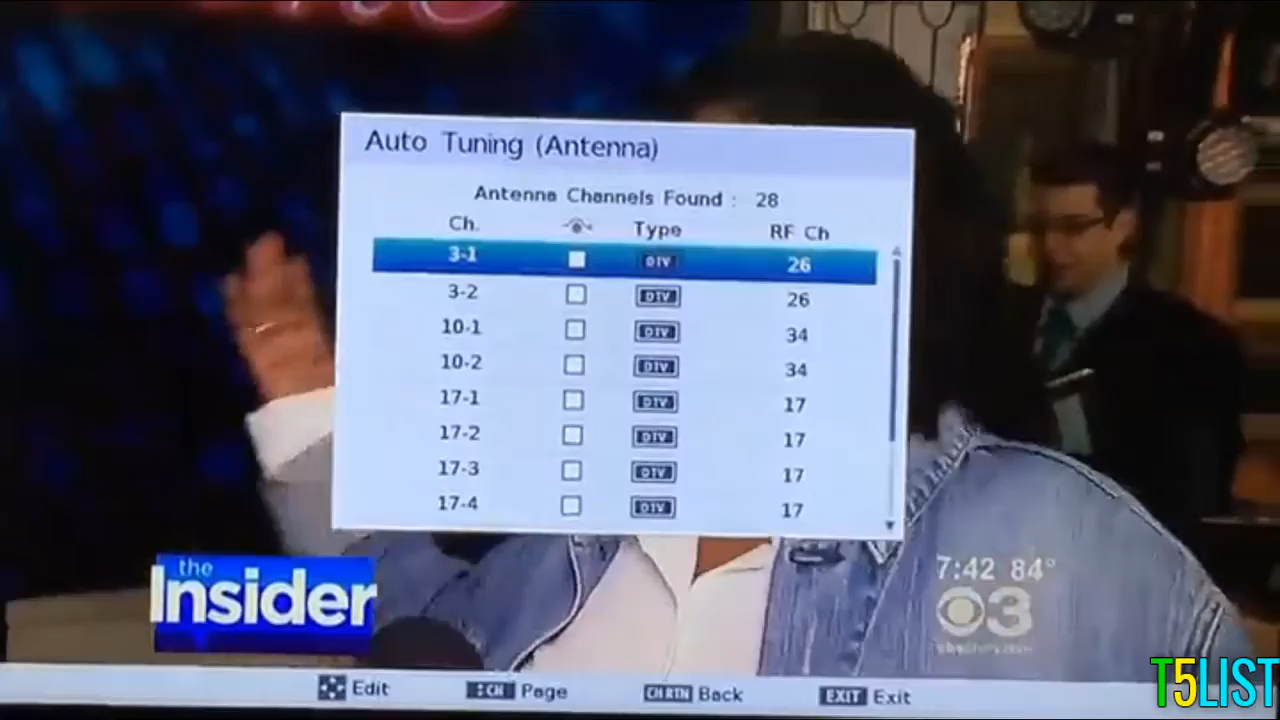 Auto Tuning (Antenna)
Antenna Channels Found : 28
Ch. Type RF Ch
3-1 DTV 26
3-2 DTV 26
10-1 DTV 34
10-2 DTV 34
17-1 DTV 17
17-2 DTV 17
17-3 DTV 17
17-4 DTV 17
the
Insider
7:42 84°
3
Edit CH Page CH RTN Back EXIT Exit
T5LIST